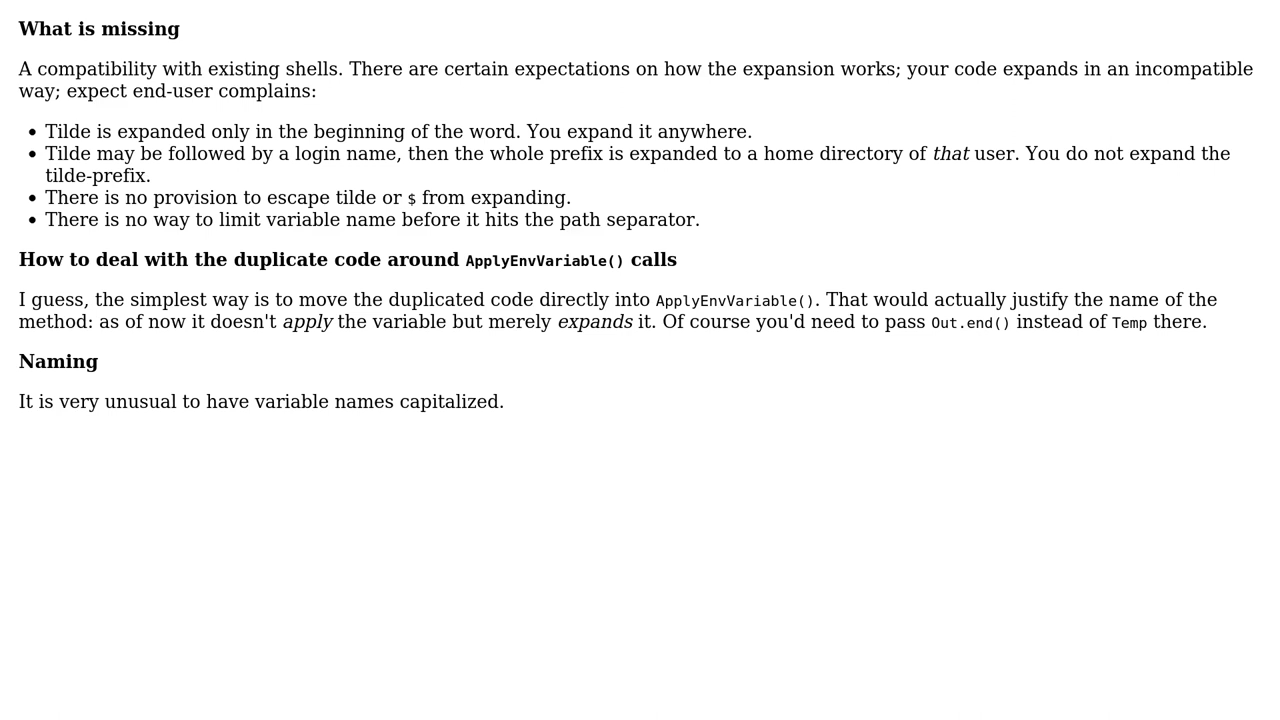 What is missing
A compatibility with existing shells. There are certain expectations on how the expansion works; your code expands in an incompatible
way; expect end-user complains:
• Tilde is expanded only in the beginning of the word. You expand it anywhere.
• Tilde may be followed by a login name, then the whole prefix is expanded to a home directory of that user. You do not expand the
tilde-prefix.
• There is no provision to escape tilde or $ from expanding.
• There is no way to limit variable name before it hits the path separator.
How to deal with the duplicate code around ApplyEnvVariable() calls
I guess, the simplest way is to move the duplicated code directly into ApplyEnvVariable(). That would actually justify the name of the
method: as of now it doesn't apply the variable but merely expands it. Of course you'd need to pass Out.end() instead of Temp there.
Naming
It is very unusual to have variable names capitalized.